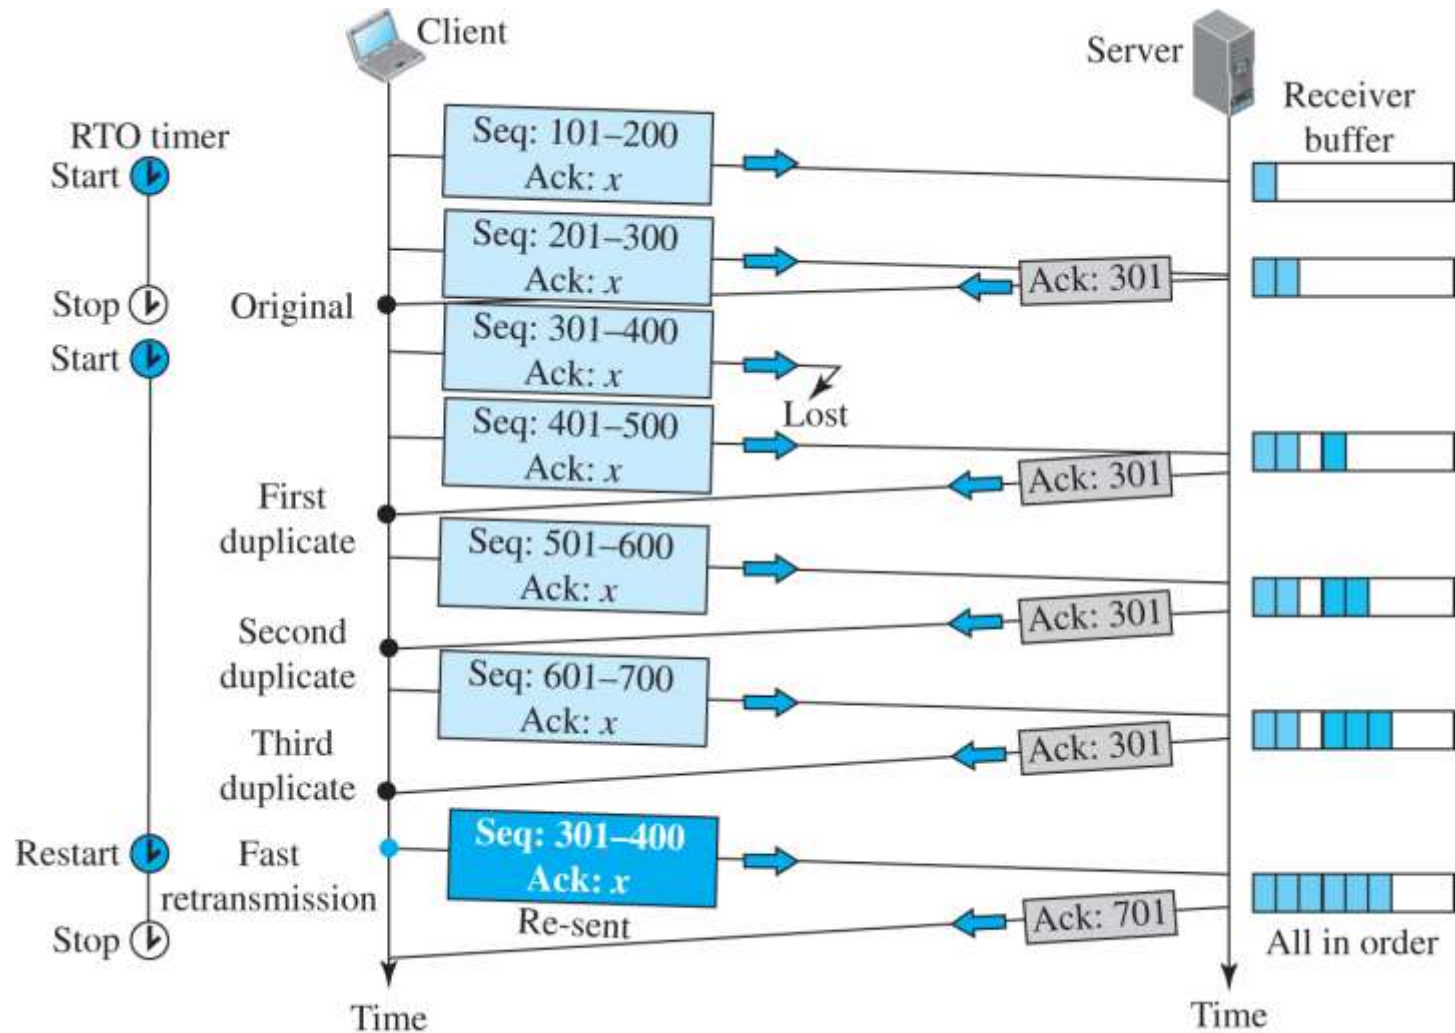 Client
Server
Receiver
buffer
RTO timer
Start
Seq: 101–200
Ack: x
Seq: 201–300
Ack: x
Ack: 301
Stop
Original
Start
Seq: 301–400
Ack: x
Lost
Seq: 401–500
Ack: x
Ack: 301
First
duplicate
Seq: 501–600
Ack: x
Ack: 301
Second
duplicate
Seq: 601–700
Ack: x
Ack: 301
Third
duplicate
Restart
Fast
retransmission
Seq: 301–400
Ack: x
Re-sent
Ack: 701
Stop
All in order
Time
Time